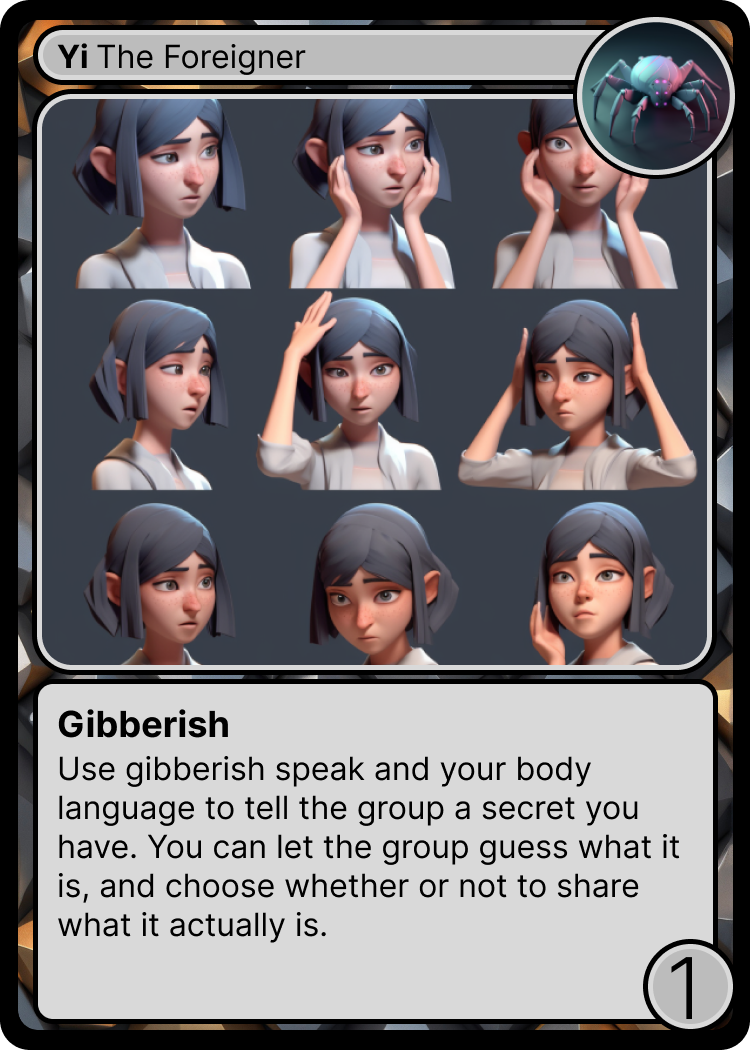 Yi The Foreigner
Gibberish
Use gibberish speak and your body
language to tell the group a secret you
have. You can let the group guess what it
is, and choose whether or not to share
what it actually is.
1